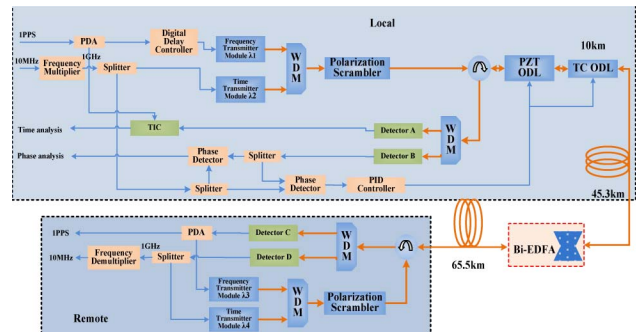 Local
1PPS
PDA
Digital
Delay
Controller
Frequency
Transmitter
Module λ1
10MHz
Frequency
Multiplier
1GHz
Splitter
Time
Transmitter
Module λ2
WDM
Polarization
Scrambler
PZT
ODL
10km
TC ODL
Time analysis
TIC
Detector A
WDM
Phase analysis
Phase
Detector
Splitter
Detector B
Splitter
Phase
Detector
PID
Controller
45.3km
1PPS
PDA
Detector C
WDM
10MHz
Frequency
Demultiplier
1GHz
Splitter
Detector D
65.5km
Bi-EDFA
Frequency
Transmitter
Module λ3
Time
Transmitter
Module λ4
WDM
Polarization
Scrambler
Remote